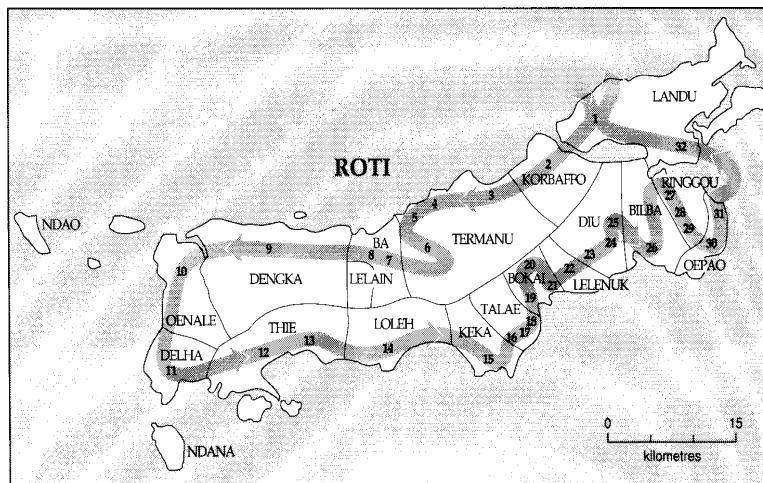 LANDU
1
32
ROTI
2
KORBAFFO
RINGGOU
27
3
4
NDAO
5
DIU
25
BILBA
28
31
BA
6
TERMANU
24
29
30
9
8
7
23
26
OEPAO
10
DENGKA
LELAIN
20
22
BOKAI
21
LELENUK
19
OENALE
THIE
LOLEH
TALAE
18
KEKA
17
16
DELHA
12
13
14
15
11
NDANA
0 15
kilometres